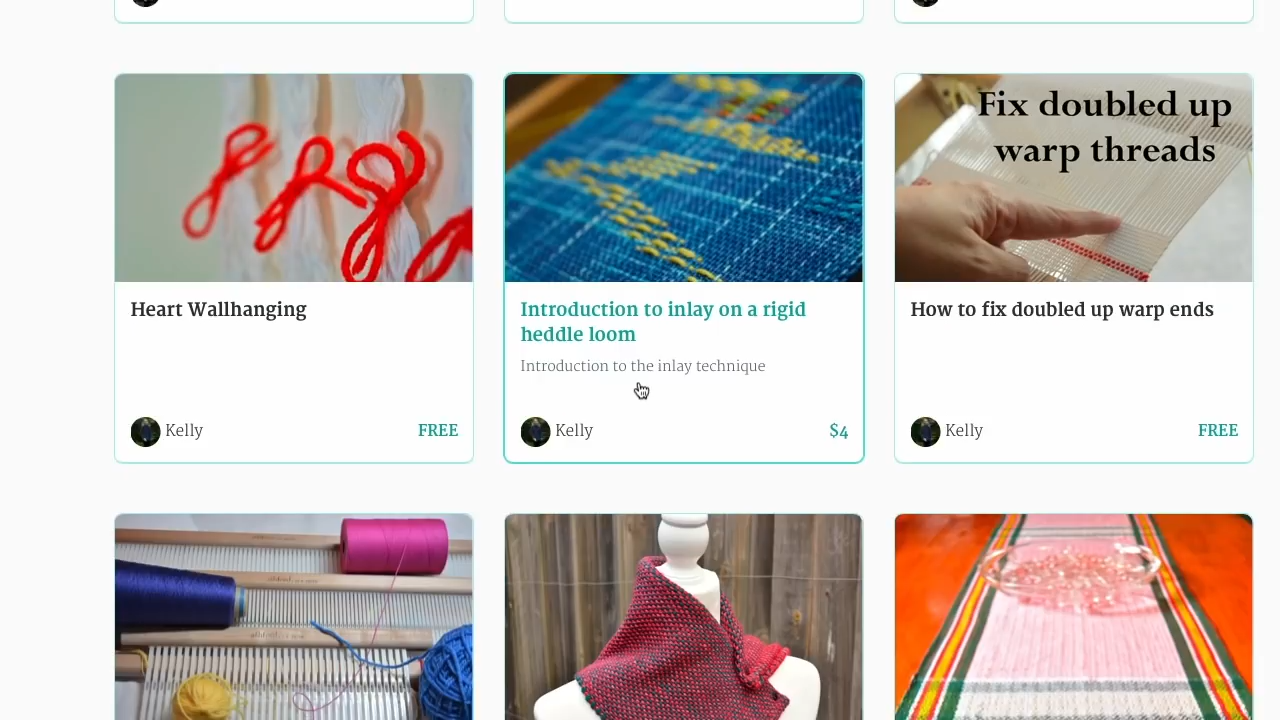 Fix doubled up
warp threads
Heart Wallhanging
Introduction to inlay on a rigid
heddle loom
How to fix doubled up warp ends
Introduction to the inlay technique
Kelly
FREE
Kelly
$4
Kelly
FREE